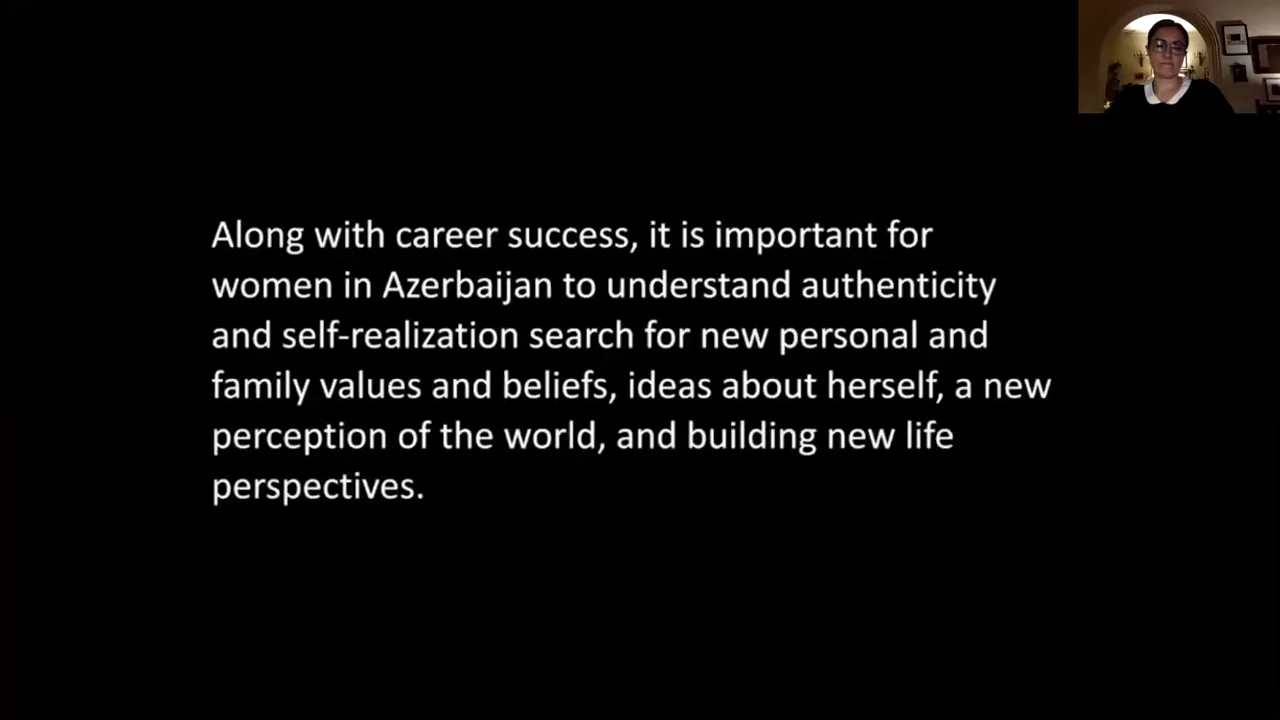 Along with career success, it is important for
women in Azerbaijan to understand authenticity
and self-realization search for new personal and
family values and beliefs, ideas about herself, a new
perception of the world, and building new life
perspectives.